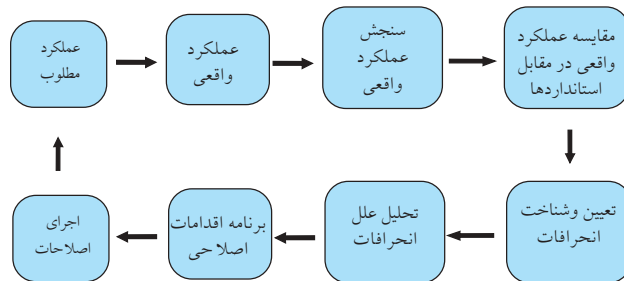 عملکرد
مطلوب
عملکرد
واقعی
سنجش
عملکرد
واقعی
مقایسه عملکرد
واقعی در مقابل
استانداردها
تعیین وشناخت
انحرافات
تحلیل علل
انحرافات
برنامه اقدامات
اصلاحی
اجرای
اصلاحات